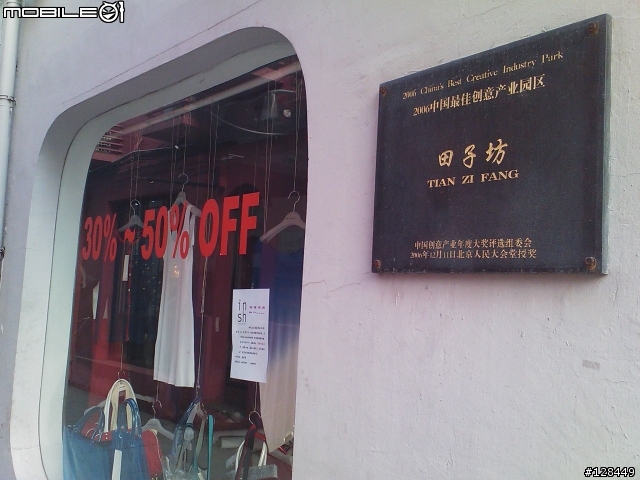 MOBILE01
2006 China's Best Creative Industry Park
2006中国最佳创意产业园区
田子坊
TIAN ZI FANG
中国创意产业年度大奖评选组委会
2006年12月11日北京人民大会堂授奖
30% ~ 50% OFF
in
sh
#128449